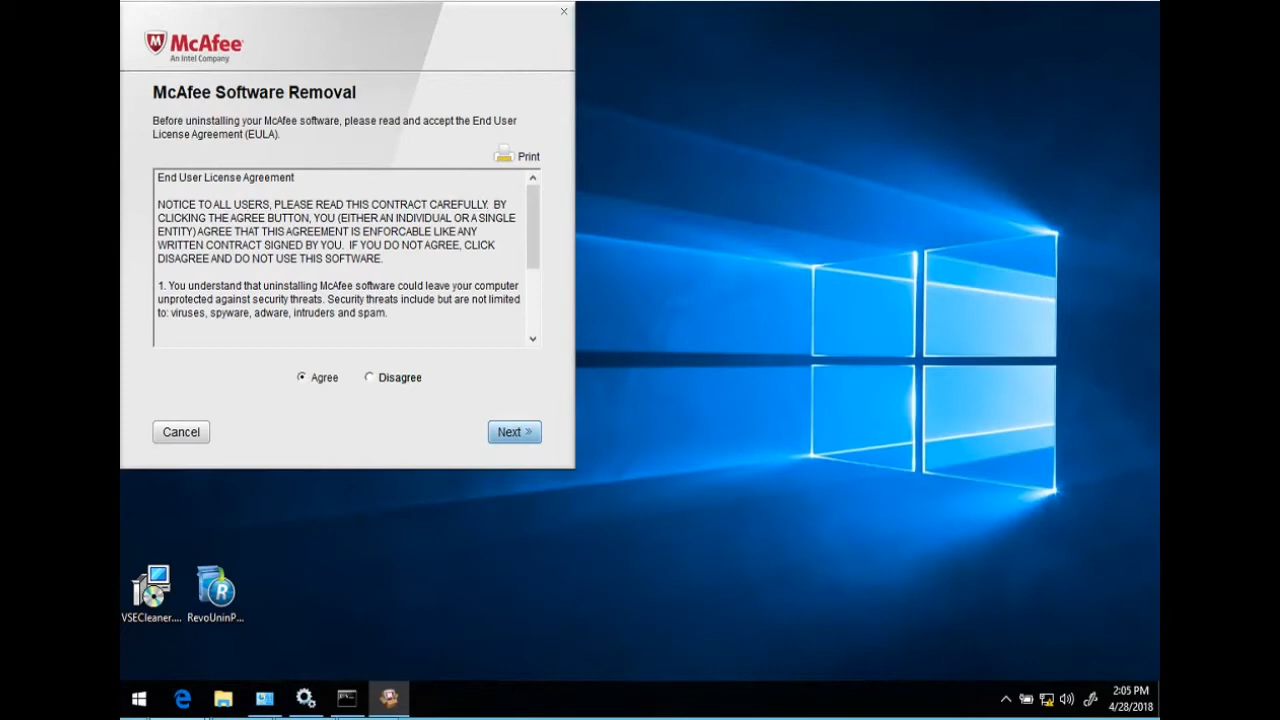 McAfee
An Intel Company
McAfee Software Removal
Before uninstalling your McAfee software, please read and accept the End User
License Agreement (EULA).
Print
End User License Agreement
NOTICE TO ALL USERS, PLEASE READ THIS CONTRACT CAREFULLY.  BY
CLICKING THE AGREE BUTTON, YOU (EITHER AN INDIVIDUAL OR A SINGLE
ENTITY) AGREE THAT THIS AGREEMENT IS ENFORCABLE LIKE ANY
WRITTEN CONTRACT SIGNED BY YOU.  IF YOU DO NOT AGREE, CLICK
DISAGREE AND DO NOT USE THIS SOFTWARE.
1. You understand that uninstalling McAfee software could leave your computer
unprotected against security threats. Security threats include but are not limited
to: viruses, spyware, adware, intruders and spam.
Agree Disagree
Cancel Next »
VSECleaner.... RevoUninP...
2:05 PM
4/28/2018